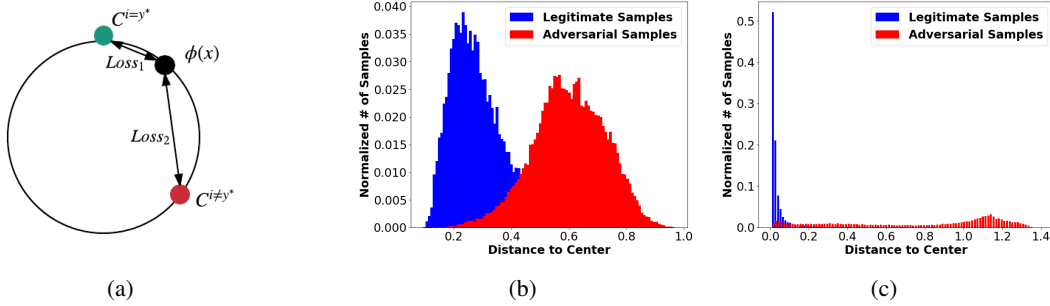 C^{i=y*}
ϕ(x)
Loss₁
Loss₂
C^{i≠y*}
(a)
0.040
0.035
0.030
0.025
0.020
0.015
0.010
0.005
0.000
Normalized # of Samples
Legitimate Samples
Adversarial Samples
0.2 0.4 0.6 0.8 1.0
Distance to Center
(b)
0.5
0.4
0.3
0.2
0.1
0.0
Normalized # of Samples
Legitimate Samples
Adversarial Samples
0.0 0.2 0.4 0.6 0.8 1.0 1.2 1.4
Distance to Center
(c)